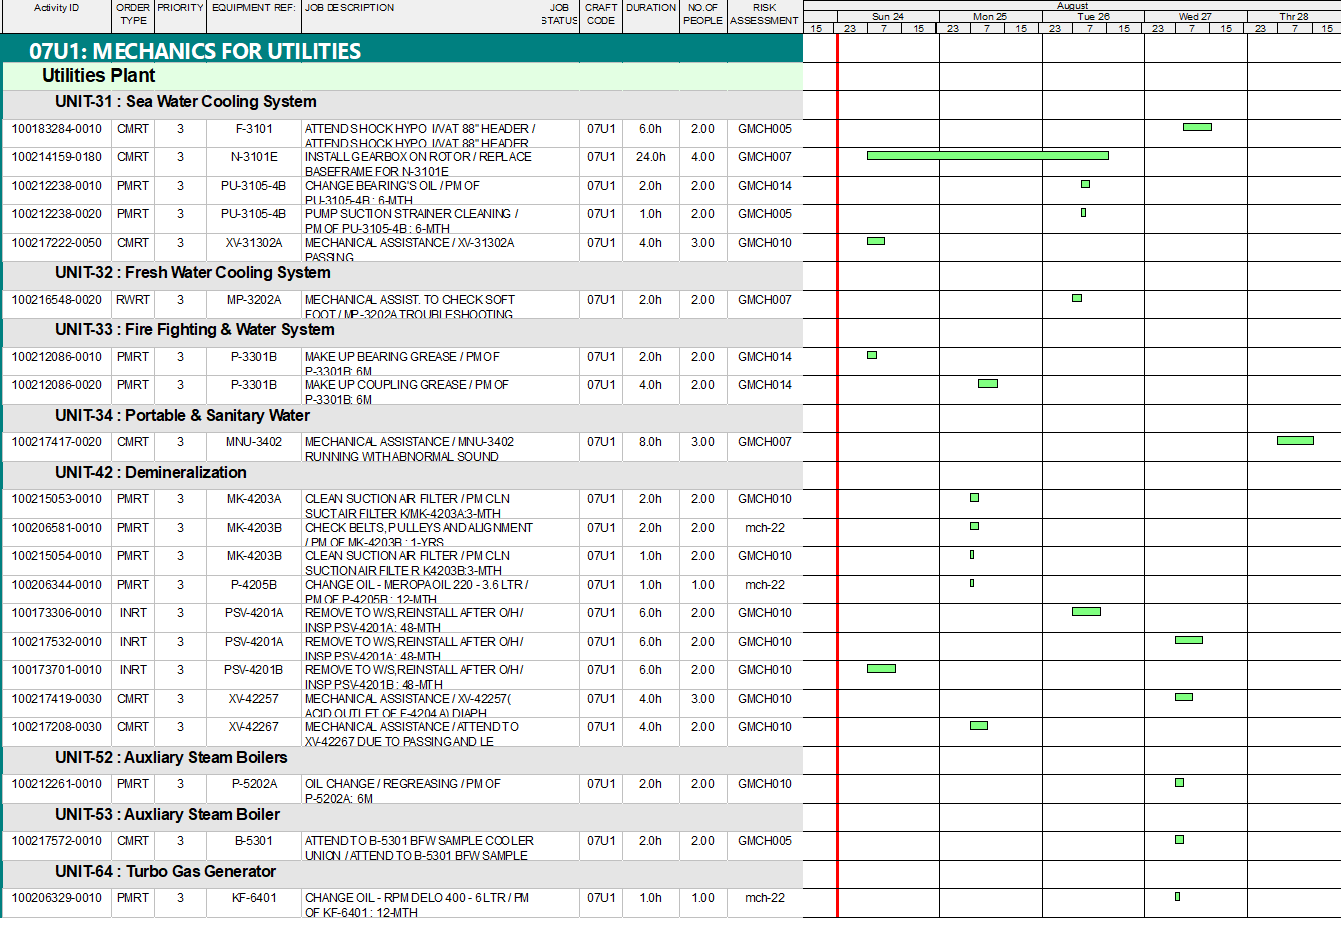 Activity ID ORDER TYPE PRIORITY EQUIPMENT REF: JOB DESCRIPTION JOB STATUS CRAFT CODE DURATION NO.OF PEOPLE RISK ASSESSMENT
August
Sun 24 Mon 25 Tue 26 Wed 27 Thr 28
15 23 7 15 23 7 15 23 7 15 23 7 15 23 7 15
07U1: MECHANICS FOR UTILITIES
Utilities Plant
UNIT-31 : Sea Water Cooling System
100183284-0010 CMRT 3 F-3101 ATTEND SHOCK HYPO I/V AT 88" HEADER / 07U1 6.0h 2.00 GMCH005
ATTEND SHOCK HYPO I/V AT 88" HEADER
100214159-0180 CMRT 3 N-3101E INSTALL GEARBOX ON ROTOR / REPLACE 07U1 24.0h 4.00 GMCH007
BASEFRAME FOR N-3101E
100212238-0010 PMRT 3 PU-3105-4B CHANGE BEARING'S OIL / PM OF 07U1 2.0h 2.00 GMCH014
PU-3105-4B : 6-MTH
100212238-0020 PMRT 3 PU-3105-4B PUMP SUCTION STRAINER CLEANING / 07U1 1.0h 2.00 GMCH005
PM OF PU-3105-4B : 6-MTH
100217222-0050 CMRT 3 XV-31302A MECHANICAL ASSISTANCE / XV-31302A 07U1 4.0h 3.00 GMCH010
PASSING
UNIT-32 : Fresh Water Cooling System
100216548-0020 RWRT 3 MP-3202A MECHANICAL ASSIST. TO CHECK SOFT 07U1 2.0h 2.00 GMCH007
FOOT / MP-3202A TROUBLESHOOTING
UNIT-33 : Fire Fighting & Water System
100212086-0010 PMRT 3 P-3301B MAKE UP BEARING GREASE / PM OF 07U1 2.0h 2.00 GMCH014
P-3301B: 6M
100212086-0020 PMRT 3 P-3301B MAKE UP COUPLING GREASE / PM OF 07U1 4.0h 2.00 GMCH014
P-3301B: 6M
UNIT-34 : Portable & Sanitary Water
100217417-0020 CMRT 3 MNU-3402 MECHANICAL ASSISTANCE / MNU-3402 07U1 8.0h 3.00 GMCH007
RUNNING WITH ABNORMAL SOUND
UNIT-42 : Demineralization
100215053-0010 PMRT 3 MK-4203A CLEAN SUCTION AIR FILTER / PM CLN 07U1 2.0h 2.00 GMCH010
SUCT AIR FILTER K/MK-4203A:3-MTH
100206581-0010 PMRT 3 MK-4203B CHECK BELTS, PULLEYS AND ALIGNMENT 07U1 2.0h 2.00 mch-22
/ PM OF MK-4203B : 1-YRS
100215054-0010 PMRT 3 MK-4203B CLEAN SUCTION AIR FILTER / PM CLN 07U1 1.0h 2.00 GMCH010
SUCTION AIR FILTER K4203B:3-MTH
100206344-0010 PMRT 3 P-4205B CHANGE OIL - MEROPA OIL 220 - 3.6 LTR / 07U1 1.0h 1.00 mch-22
PM OF P-4205B : 12-MTH
100173306-0010 INRT 3 PSV-4201A REMOVE TO W/S,REINSTALL AFTER O/H / 07U1 6.0h 2.00 GMCH010
INSP PSV-4201A: 48-MTH
100217532-0010 INRT 3 PSV-4201A REMOVE TO W/S,REINSTALL AFTER O/H / 07U1 6.0h 2.00 GMCH010
INSP PSV-4201A: 48-MTH
100173701-0010 INRT 3 PSV-4201B REMOVE TO W/S,REINSTALL AFTER O/H / 07U1 6.0h 2.00 GMCH010
INSP PSV-4201B : 48-MTH
100217419-0030 CMRT 3 XV-42257 MECHANICAL ASSISTANCE / XV-42257( 07U1 4.0h 3.00 GMCH010
ACID OUTLET OF F-4204 A) DIAPH
100217208-0030 CMRT 3 XV-42267 MECHANICAL ASSISTANCE / ATTEND TO 07U1 4.0h 2.00 GMCH010
XV-42267 DUE TO PASSING AND LE
UNIT-52 : Auxliary Steam Boilers
100212261-0010 PMRT 3 P-5202A OIL CHANGE / REGREASING / PM OF 07U1 2.0h 2.00 GMCH010
P-5202A: 6M
UNIT-53 : Auxliary Steam Boiler
100217572-0010 CMRT 3 B-5301 ATTEND TO B-5301 BFW SAMPLE COOLER 07U1 2.0h 2.00 GMCH005
UNION / ATTEND TO B-5301 BFW SAMPLE
UNIT-64 : Turbo Gas Generator
100206329-0010 PMRT 3 KF-6401 CHANGE OIL - RPM DELO 400 - 6 LTR / PM 07U1 1.0h 1.00 mch-22
OF KF-6401 : 12-MTH